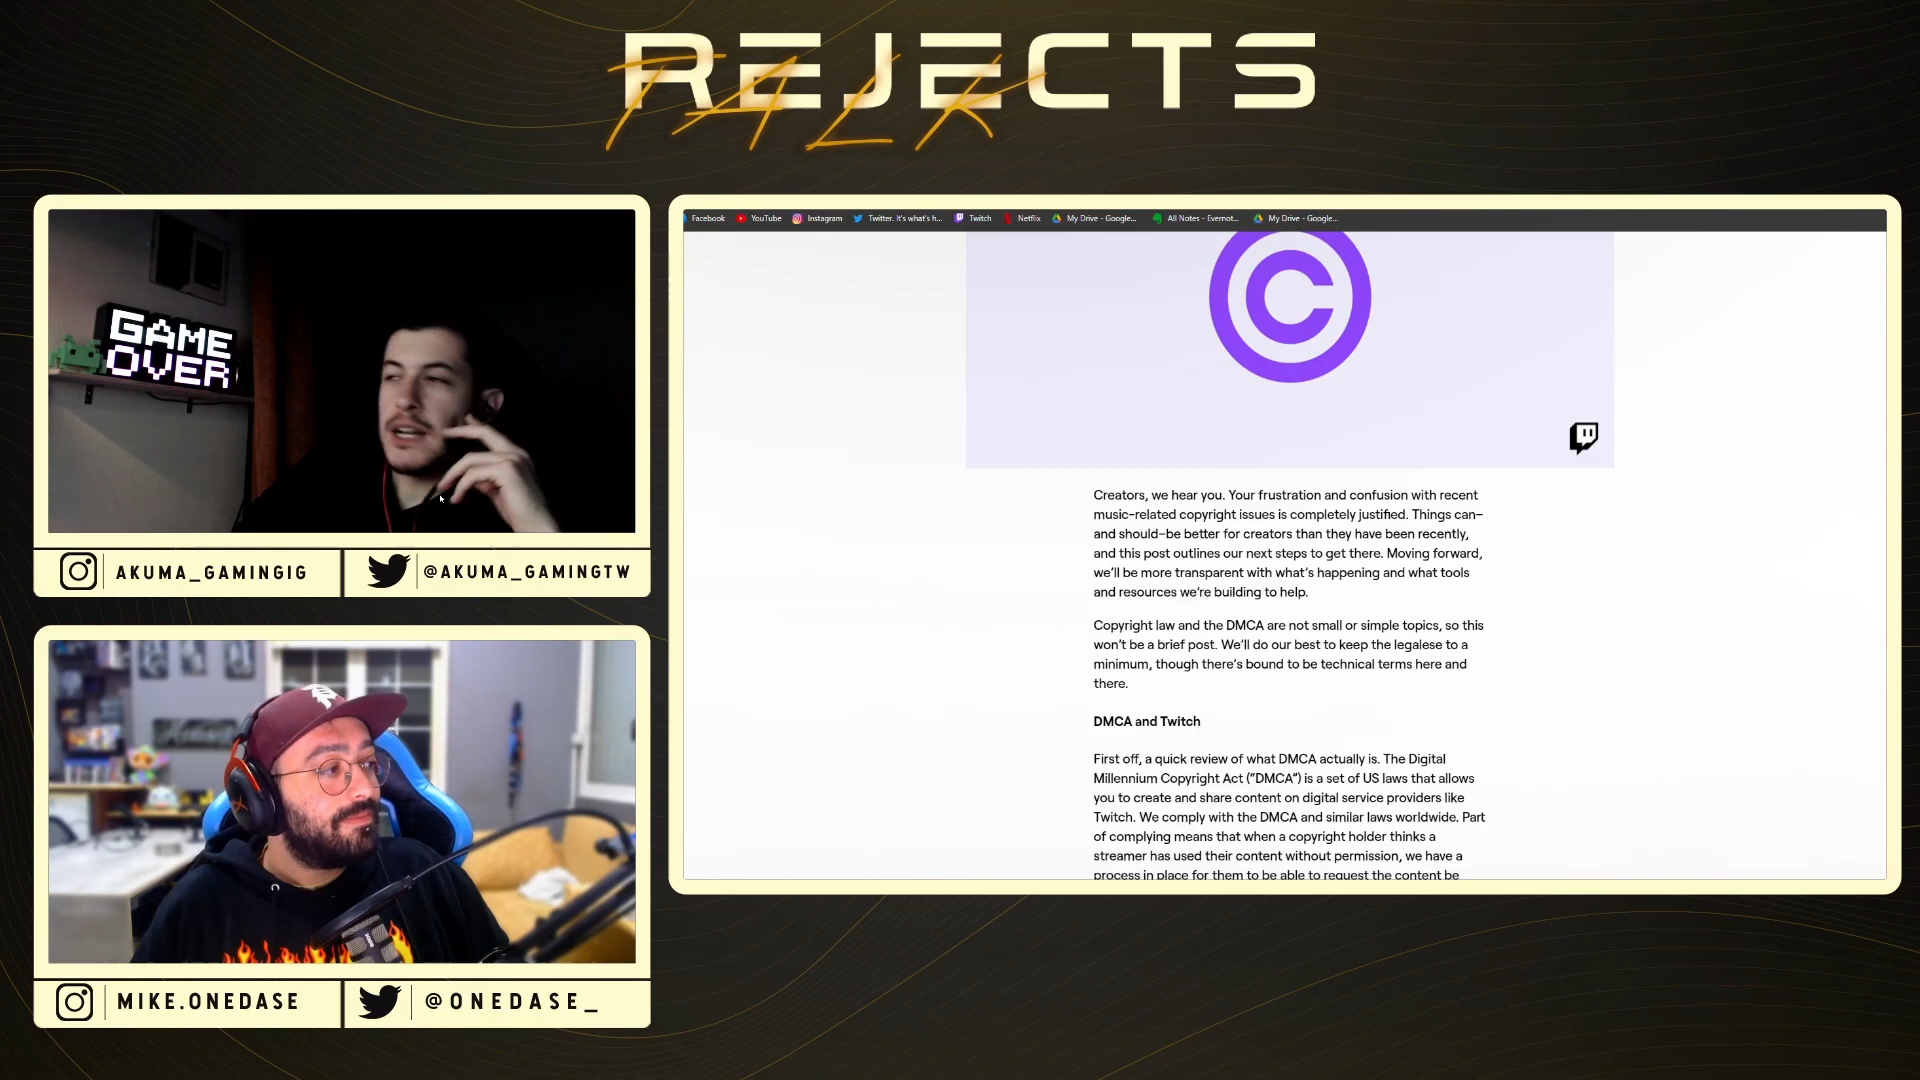 REJECTS
TALK
GAME
OVER
AKUMA_GAMINGIG
@AKUMA_GAMINGTW
MIKE.ONEDASE
@ONEDASE_
Facebook YouTube Instagram Twitter. It's what's h... Twitch Netflix My Drive - Google... All Notes - Evernot... My Drive - Google...
Creators, we hear you. Your frustration and confusion with recent
music-related copyright issues is completely justified. Things can–
and should–be better for creators than they have been recently,
and this post outlines our next steps to get there. Moving forward,
we'll be more transparent with what's happening and what tools
and resources we're building to help.
Copyright law and the DMCA are not small or simple topics, so this
won't be a brief post. We'll do our best to keep the legalese to a
minimum, though there's bound to be technical terms here and
there.
DMCA and Twitch
First off, a quick review of what DMCA actually is. The Digital
Millennium Copyright Act ("DMCA") is a set of US laws that allows
you to create and share content on digital service providers like
Twitch. We comply with the DMCA and similar laws worldwide. Part
of complying means that when a copyright holder thinks a
streamer has used their content without permission, we have a
process in place for them to be able to request the content be